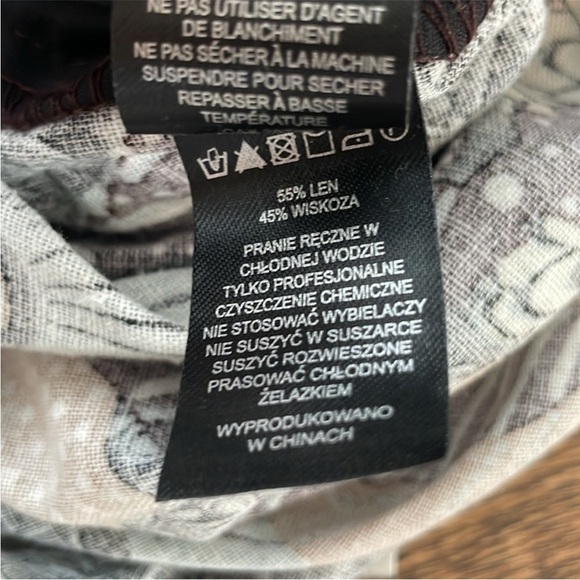 NE PAS UTILISER D'AGENT
DE BLANCHIMENT
NE PAS SÉCHER À LA MACHINE
SUSPENDRE POUR SECHER
REPASSER À BASSE
TEMPÉRATURE
55% LEN
45% WISKOZA
PRANIE RĘCZNE W
CHŁODNEJ WODZIE
TYLKO PROFESJONALNE
CZYSZCZENIE CHEMICZNE
NIE STOSOWAĆ WYBIELACZY
NIE SUSZYĆ W SUSZARCE
SUSZYĆ ROZWIESZONE
PRASOWAĆ CHŁODNYM
ŻELAZKIEM
WYPRODUKOWANO
W CHINACH